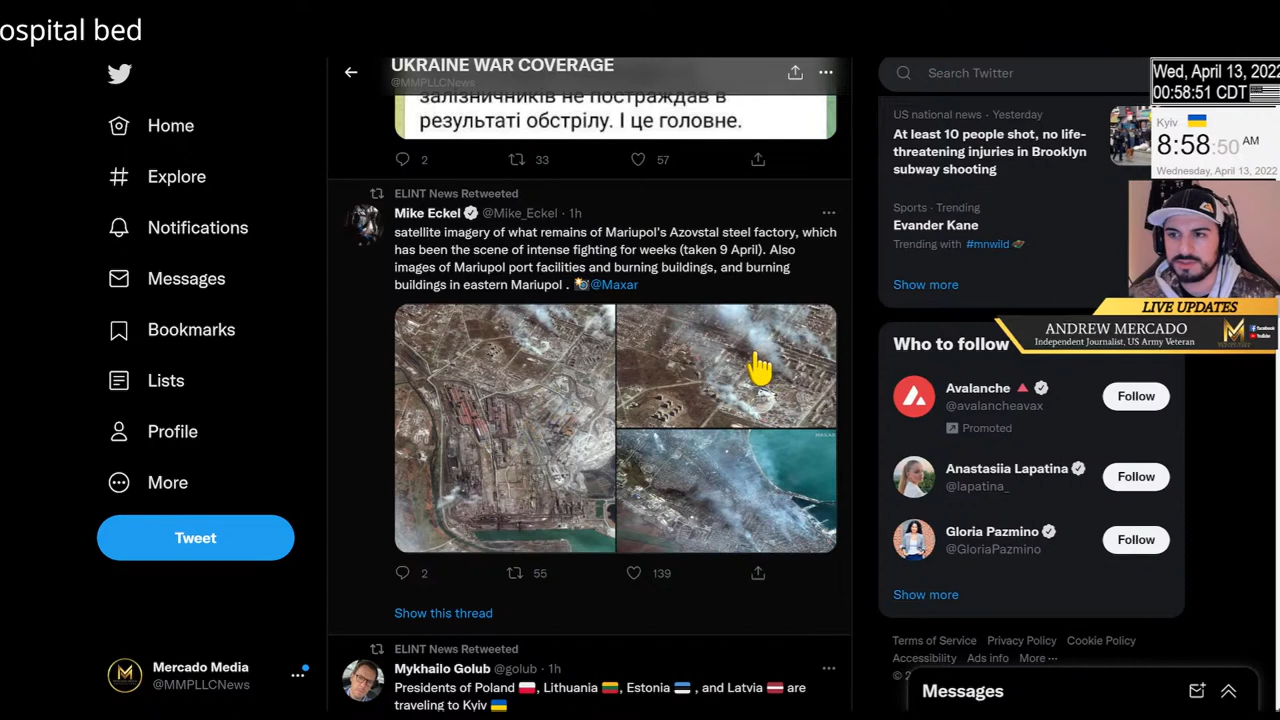 ospital bed
Home
Explore
Notifications
Messages
Bookmarks
Lists
Profile
More
Tweet
Mercado Media
@MMPLLCNews
UKRAINE WAR COVERAGE
@MMPLLCNews
залізничників не постраждав в
результаті обстрілу. І це головне.
2 33 57
ELINT News Retweeted
Mike Eckel @Mike_Eckel · 1h
satellite imagery of what remains of Mariupol's Azovstal steel factory, which
has been the scene of intense fighting for weeks (taken 9 April). Also
images of Mariupol port facilities and burning buildings, and burning
buildings in eastern Mariupol . 📸@Maxar
MAXAR
2 55 139
Show this thread
ELINT News Retweeted
Mykhailo Golub @golub · 1h
Presidents of Poland 🇵🇱, Lithuania 🇱🇹, Estonia 🇪🇪, and Latvia 🇱🇻 are
traveling to Kyiv 🇺🇦
Search Twitter
US national news · Yesterday
At least 10 people shot, no life-
threatening injuries in Brooklyn
subway shooting
Sports · Trending
Evander Kane
Trending with #mnwild
Show more
Who to follow
Avalanche
@avalancheavax
Promoted
Follow
Anastasiia Lapatina
@lapatina_
Follow
Gloria Pazmino
@GloriaPazmino
Follow
Show more
Terms of Service Privacy Policy Cookie Policy
Accessibility Ads info More ···
©
Messages
Wed, April 13, 2022
00:58:51 CDT
Kyiv
8:58:50 AM
Wednesday, April 13, 2022
LIVE UPDATES
ANDREW MERCADO
Independent Journalist, US Army Veteran
facebook
YouTube